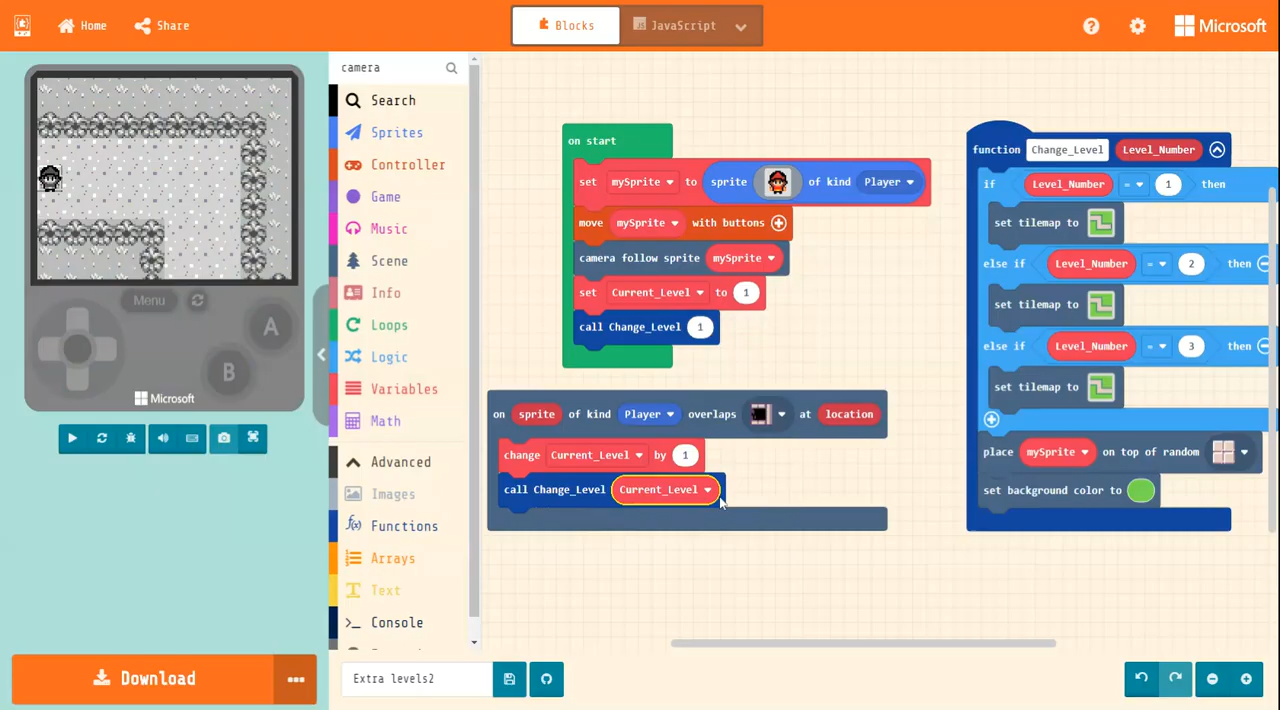 Home
Share
Blocks
JavaScript
Microsoft
Menu
A
B
Microsoft
camera
Search
Sprites
Controller
Game
Music
Scene
Info
Loops
Logic
Variables
Math
Advanced
Images
Functions
Arrays
Text
Console
on start
set mySprite to sprite of kind Player
move mySprite with buttons
camera follow sprite mySprite
set Current_Level to 1
call Change_Level 1
on sprite of kind Player overlaps at location
change Current_Level by 1
call Change_Level Current_Level
function Change_Level Level_Number
if Level_Number = 1 then
set tilemap to
else if Level_Number = 2 then
set tilemap to
else if Level_Number = 3 then
set tilemap to
place mySprite on top of random
set background color to
Download
Extra levels2